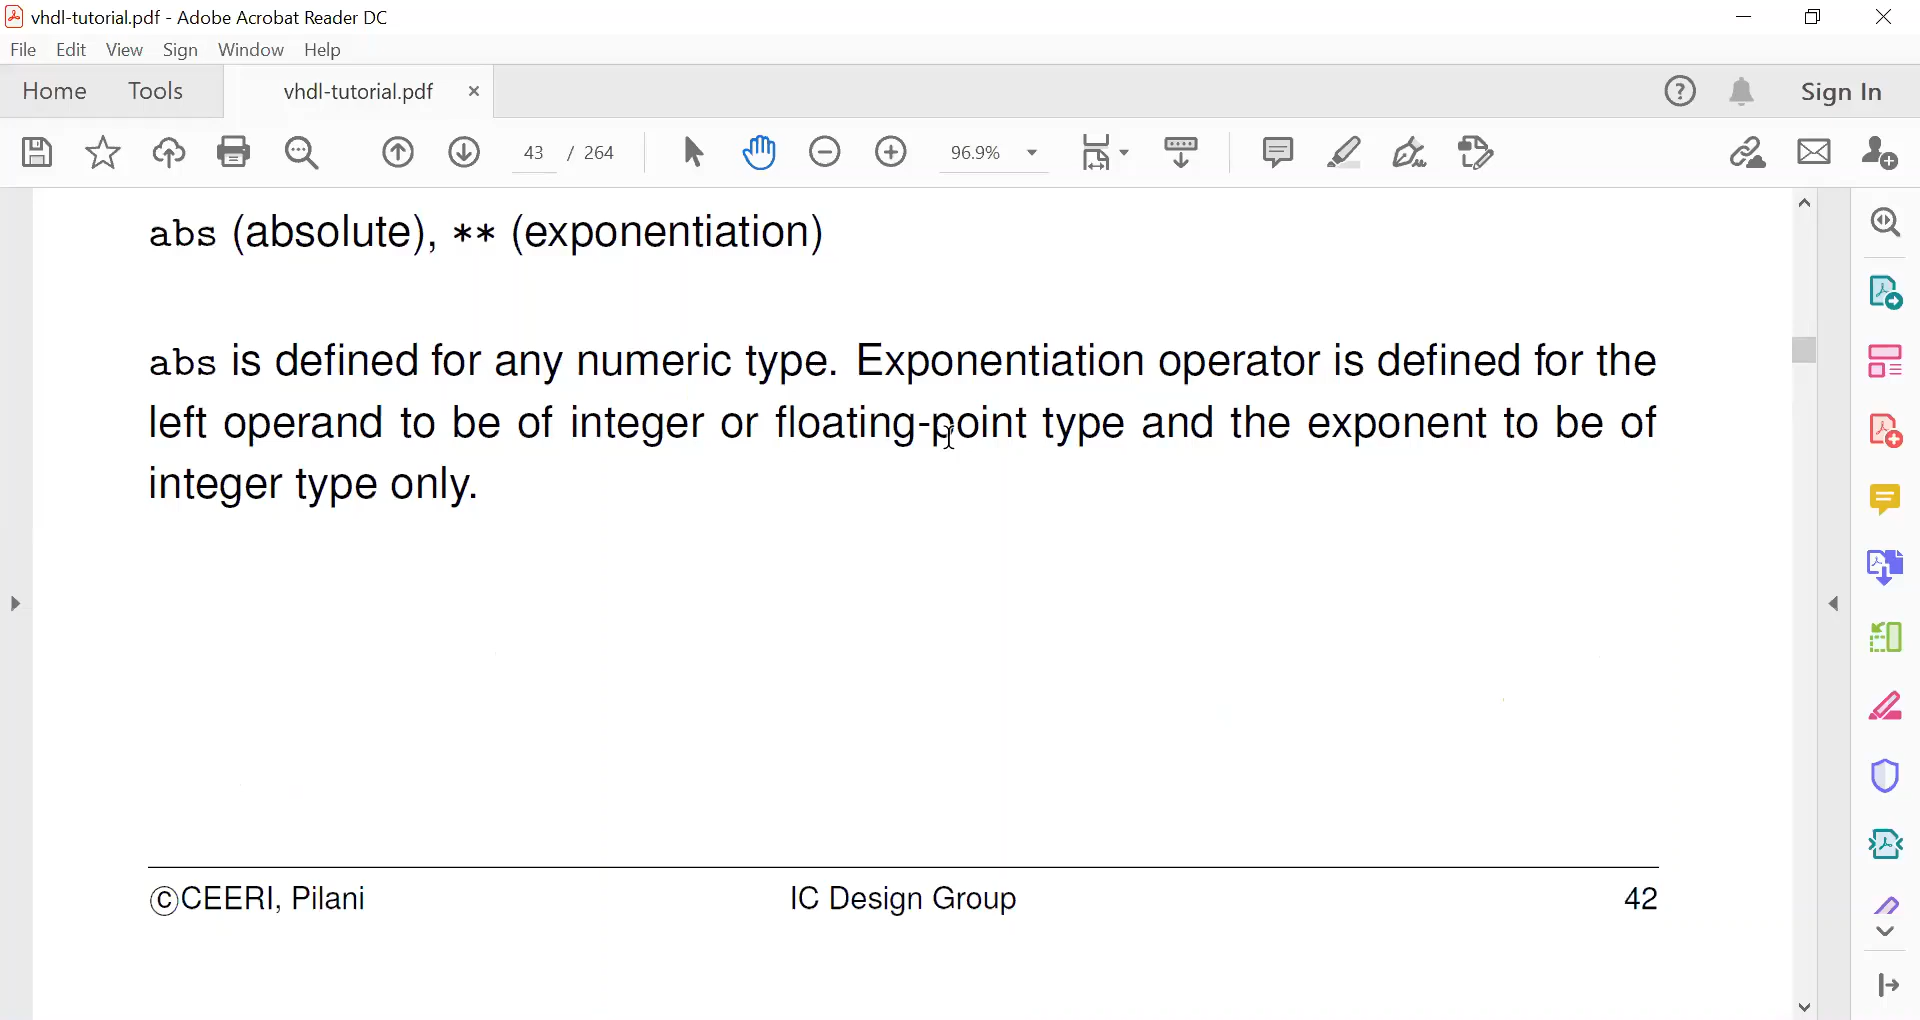 vhdl-tutorial.pdf - Adobe Acrobat Reader DC
File Edit View Sign Window Help
Home Tools vhdl-tutorial.pdf × Sign In
43 / 264 96.9%
abs (absolute), ** (exponentiation)
abs is defined for any numeric type. Exponentiation operator is defined for the
left operand to be of integer or floating-point type and the exponent to be of
integer type only.
©CEERI, Pilani IC Design Group 42